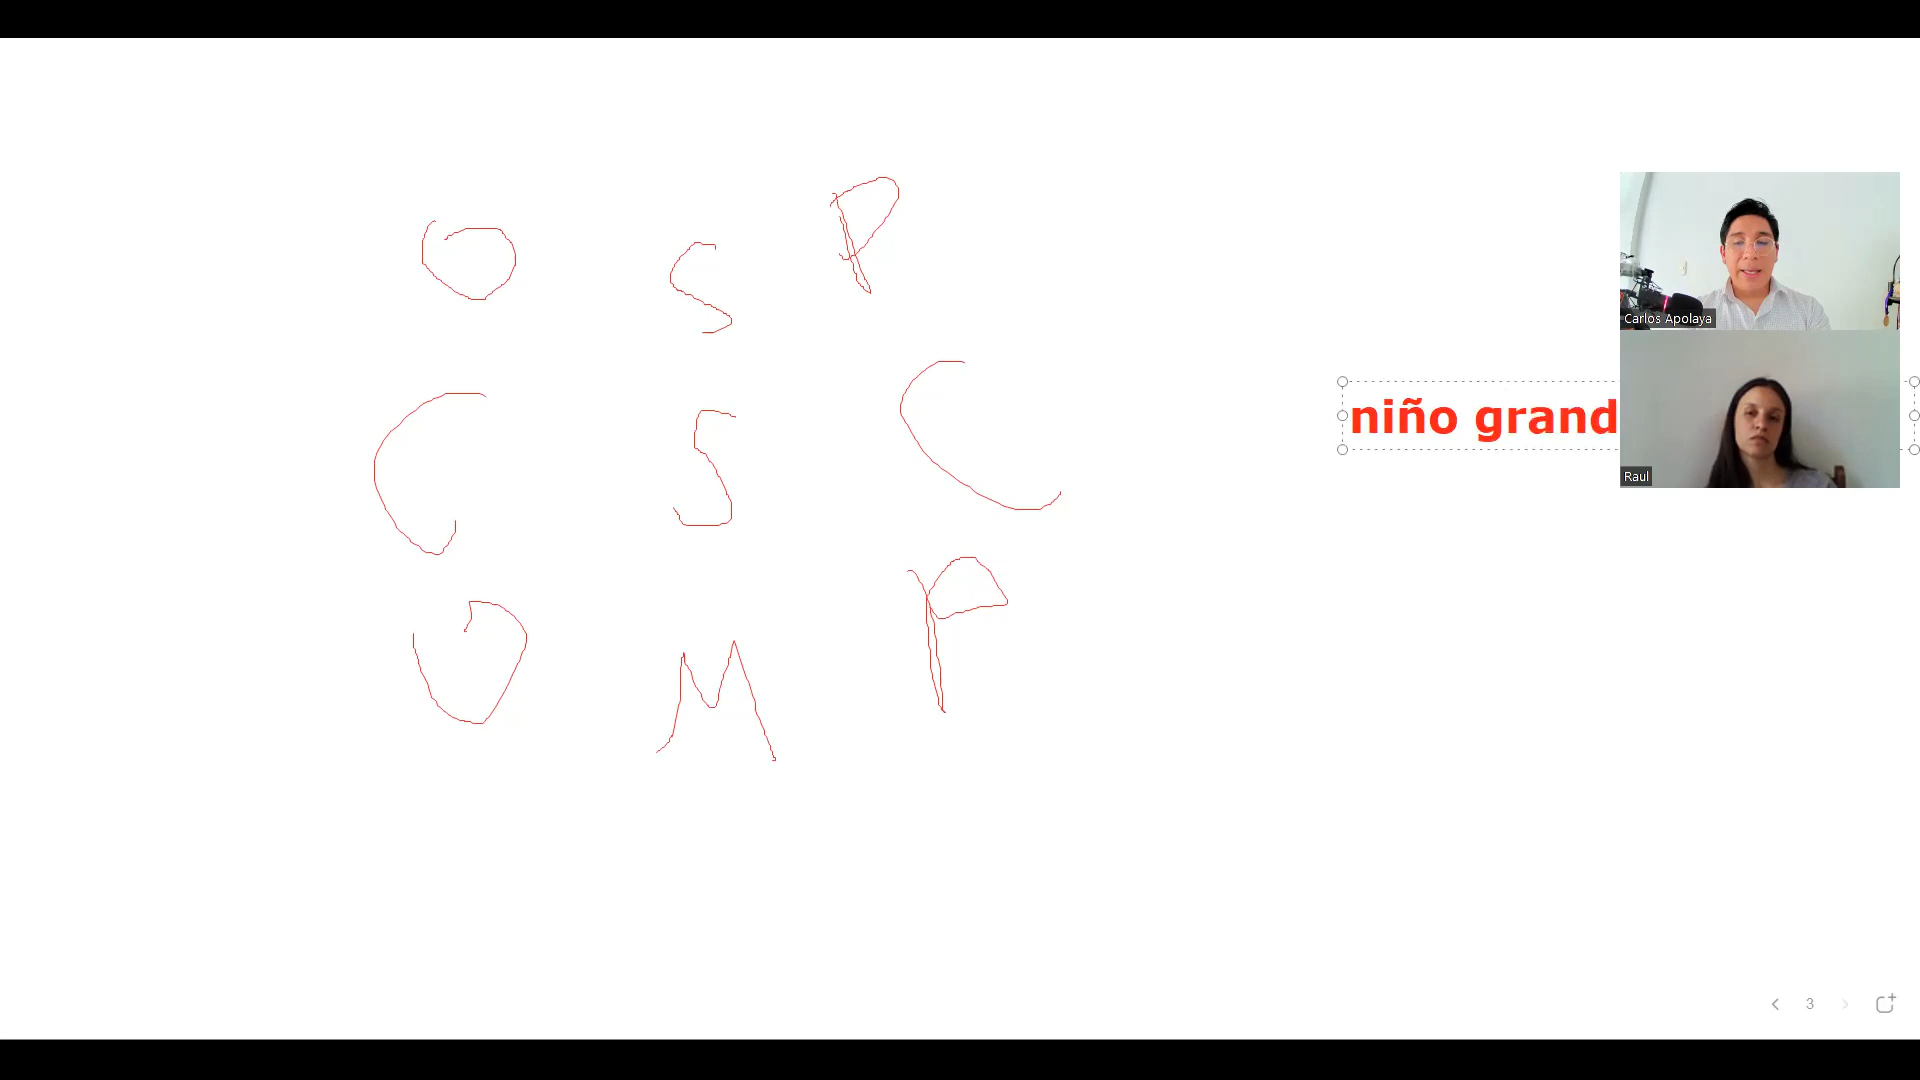 O S P
C S C
O M P
niño grand
Carlos Apolaya
Raul
3